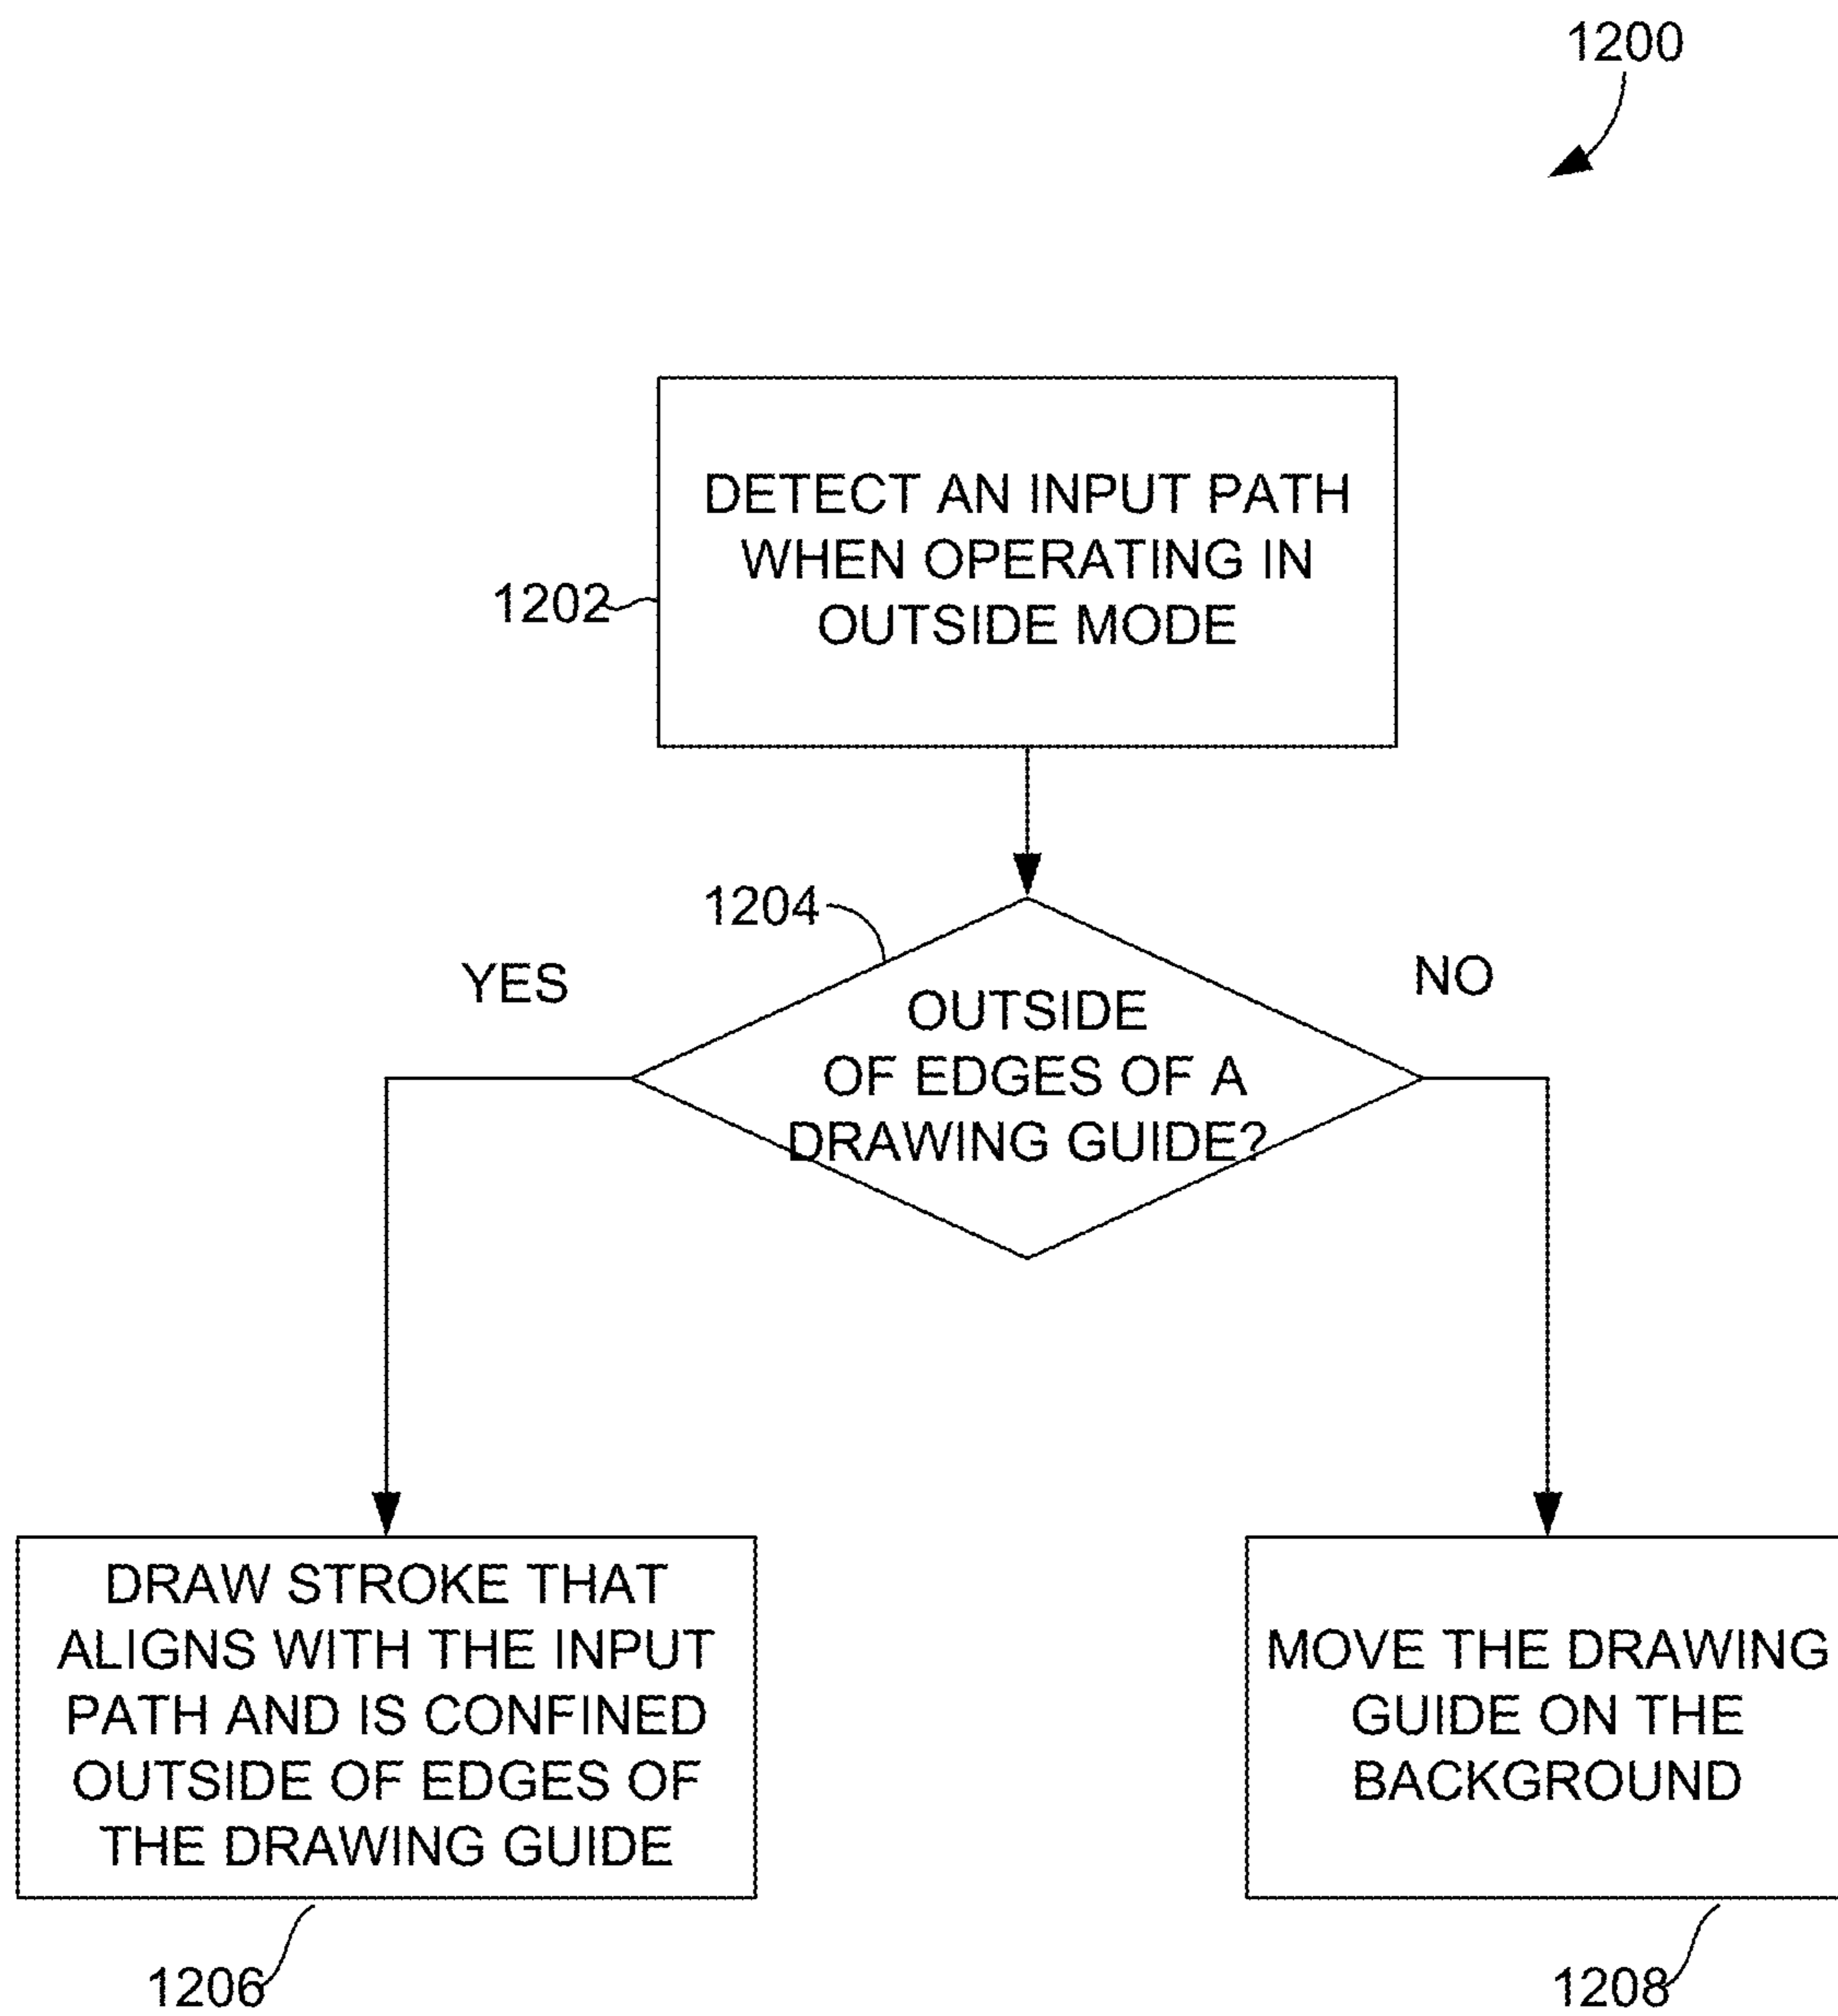 1200
DETECT AN INPUT PATH
WHEN OPERATING IN
OUTSIDE MODE
1202
1204
YES
NO
OUTSIDE
OF EDGES OF A
DRAWING GUIDE?
DRAW STROKE THAT
ALIGNS WITH THE INPUT
PATH AND IS CONFINED
OUTSIDE OF EDGES OF
THE DRAWING GUIDE
MOVE THE DRAWING
GUIDE ON THE
BACKGROUND
1206
1208